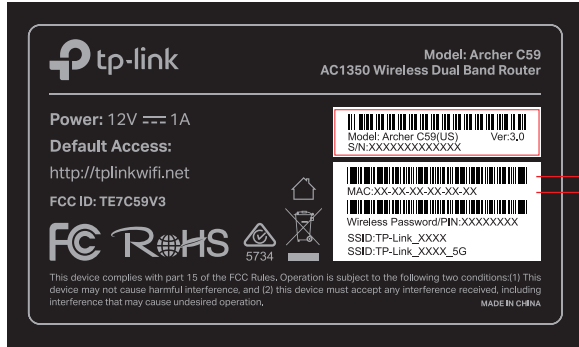 tp-link
Model: Archer C59
AC1350 Wireless Dual Band Router
Power: 12V ⎓ 1A
Default Access:
http://tplinkwifi.net
FCC ID: TE7C59V3
FC RoHS 5734
Model: Archer C59(US) Ver:3.0
S/N:XXXXXXXXXXXXX
MAC:XX-XX-XX-XX-XX-XX
Wireless Password/PIN:XXXXXXXX
SSID:TP-Link_XXXX
SSID:TP-Link_XXXX_5G
This device complies with part 15 of the FCC Rules. Operation is subject to the following two conditions:(1) This
device may not cause harmful interference, and (2) this device must accept any interference received, including
interference that may cause undesired operation.
MADE IN CHINA